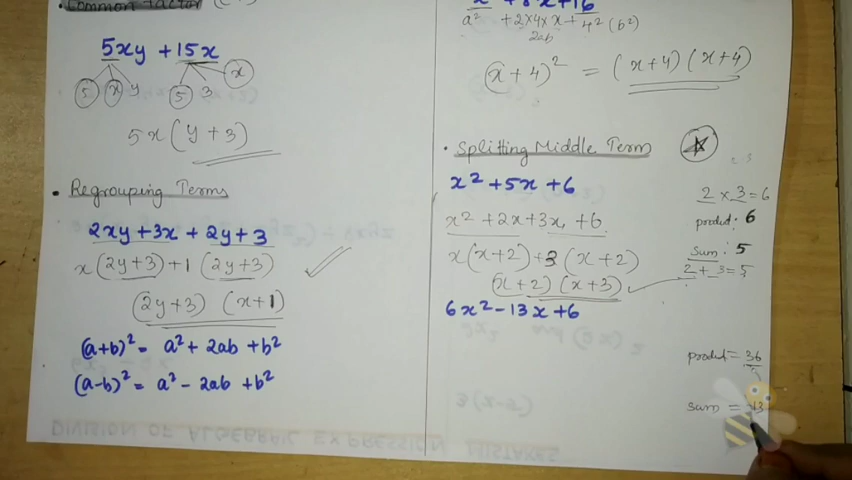 Common factor
5xy + 15x
5 x y 5 3 x
5x(y+3)
Regrouping Terms
2xy+3x + 2y+3
x(2y+3)+1(2y+3)
(2y+3) (x+1)
(a+b)² = a² + 2ab + b²
(a-b)² = a² - 2ab + b²
x² + 8x + 16
a² + 2×4×x + 4² (b²)
2ab
(x+4)² = (x+4)(x+4)
Splitting Middle Term
x² + 5x + 6
x² + 2x + 3x + 6
x(x+2) + 3(x+2)
(x+2) (x+3)
6x² - 13x + 6
2 × 3 = 6
product: 6
Sum: 5
2 + 3 = 5
product = 36
sum = -13